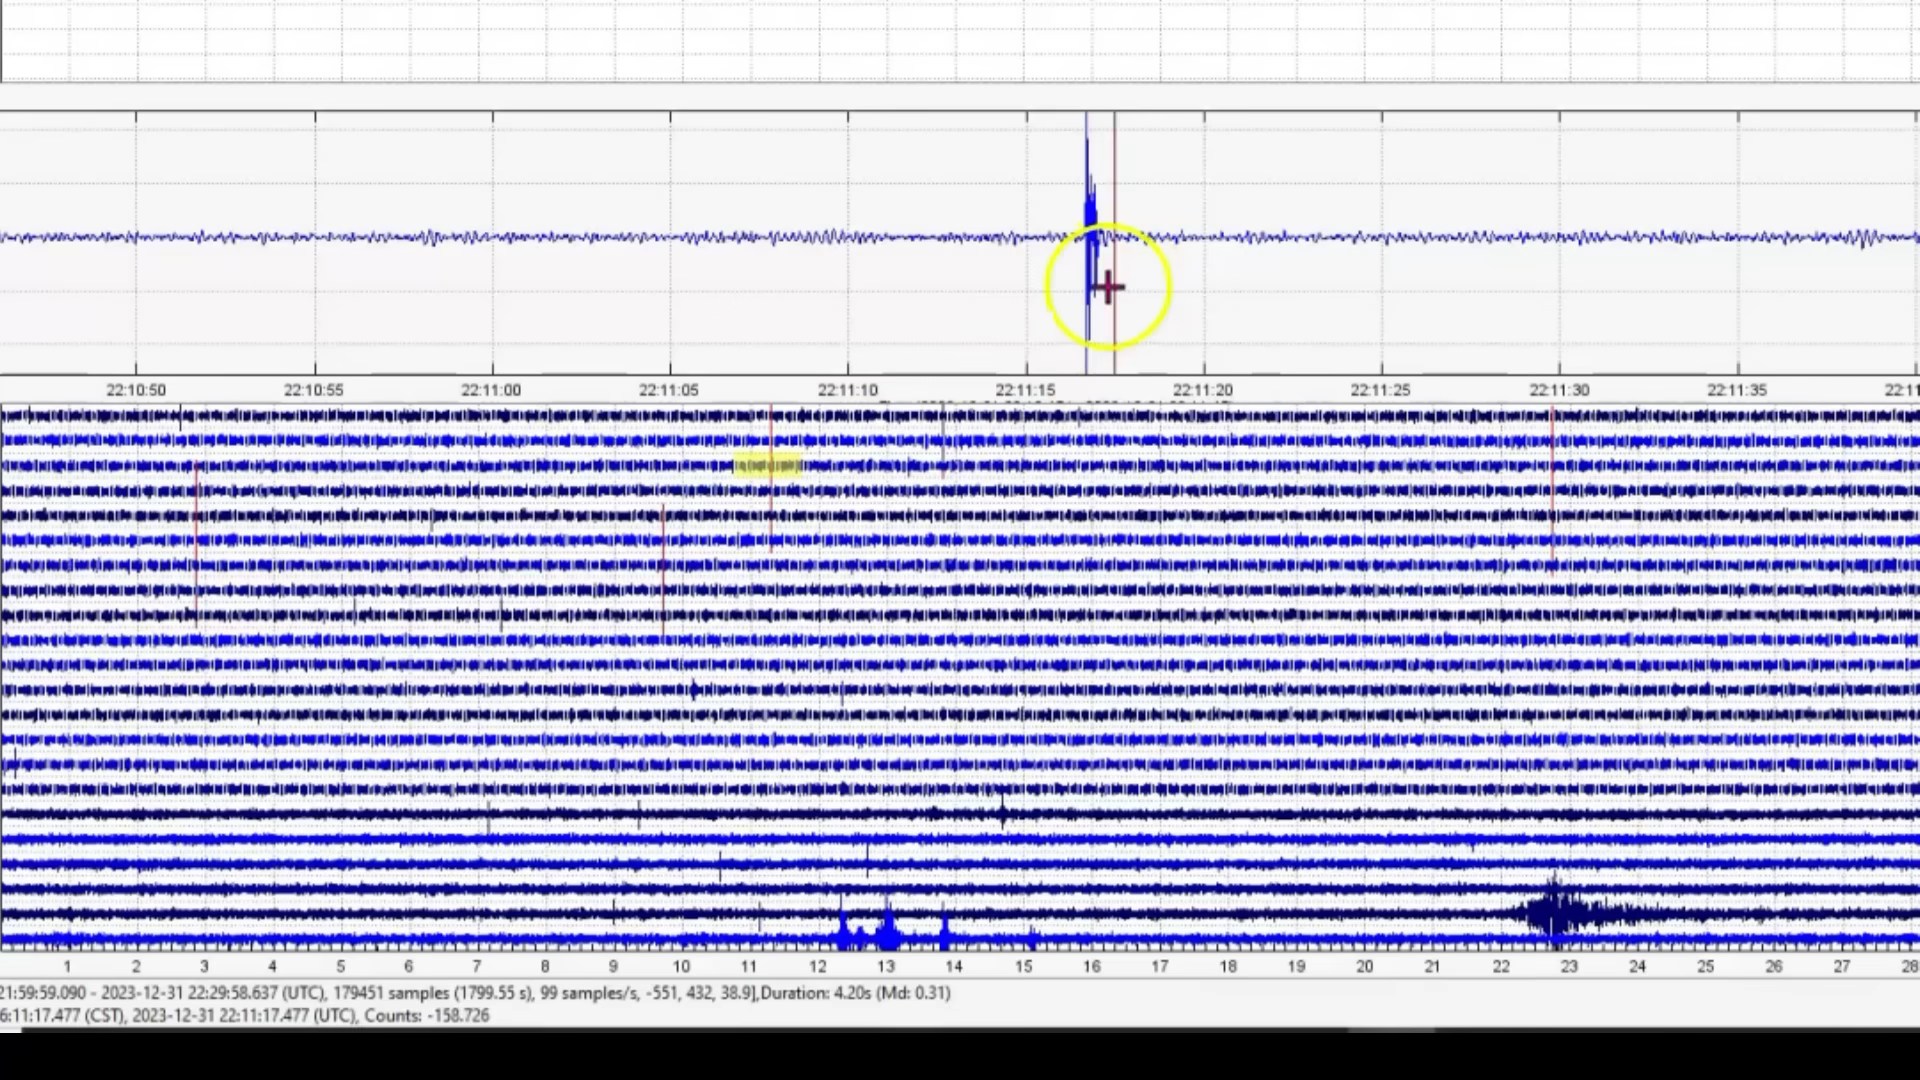 22:10:50 22:10:55 22:11:00 22:11:05 22:11:10 22:11:15 22:11:20 22:11:25 22:11:30 22:11:35
1 2 3 4 5 6 7 8 9 10 11 12 13 14 15 16 17 18 19 20 21 22 23 24 25 26 27 28
21:59:59.090 - 2023-12-31 22:29:58.637 (UTC), 179451 samples (1799.55 s), 99 samples/s, -551, 432, 38.9],Duration: 4.20s (Md: 0.31)
6:11:17.477 (CST), 2023-12-31 22:11:17.477 (UTC), Counts: -158.726